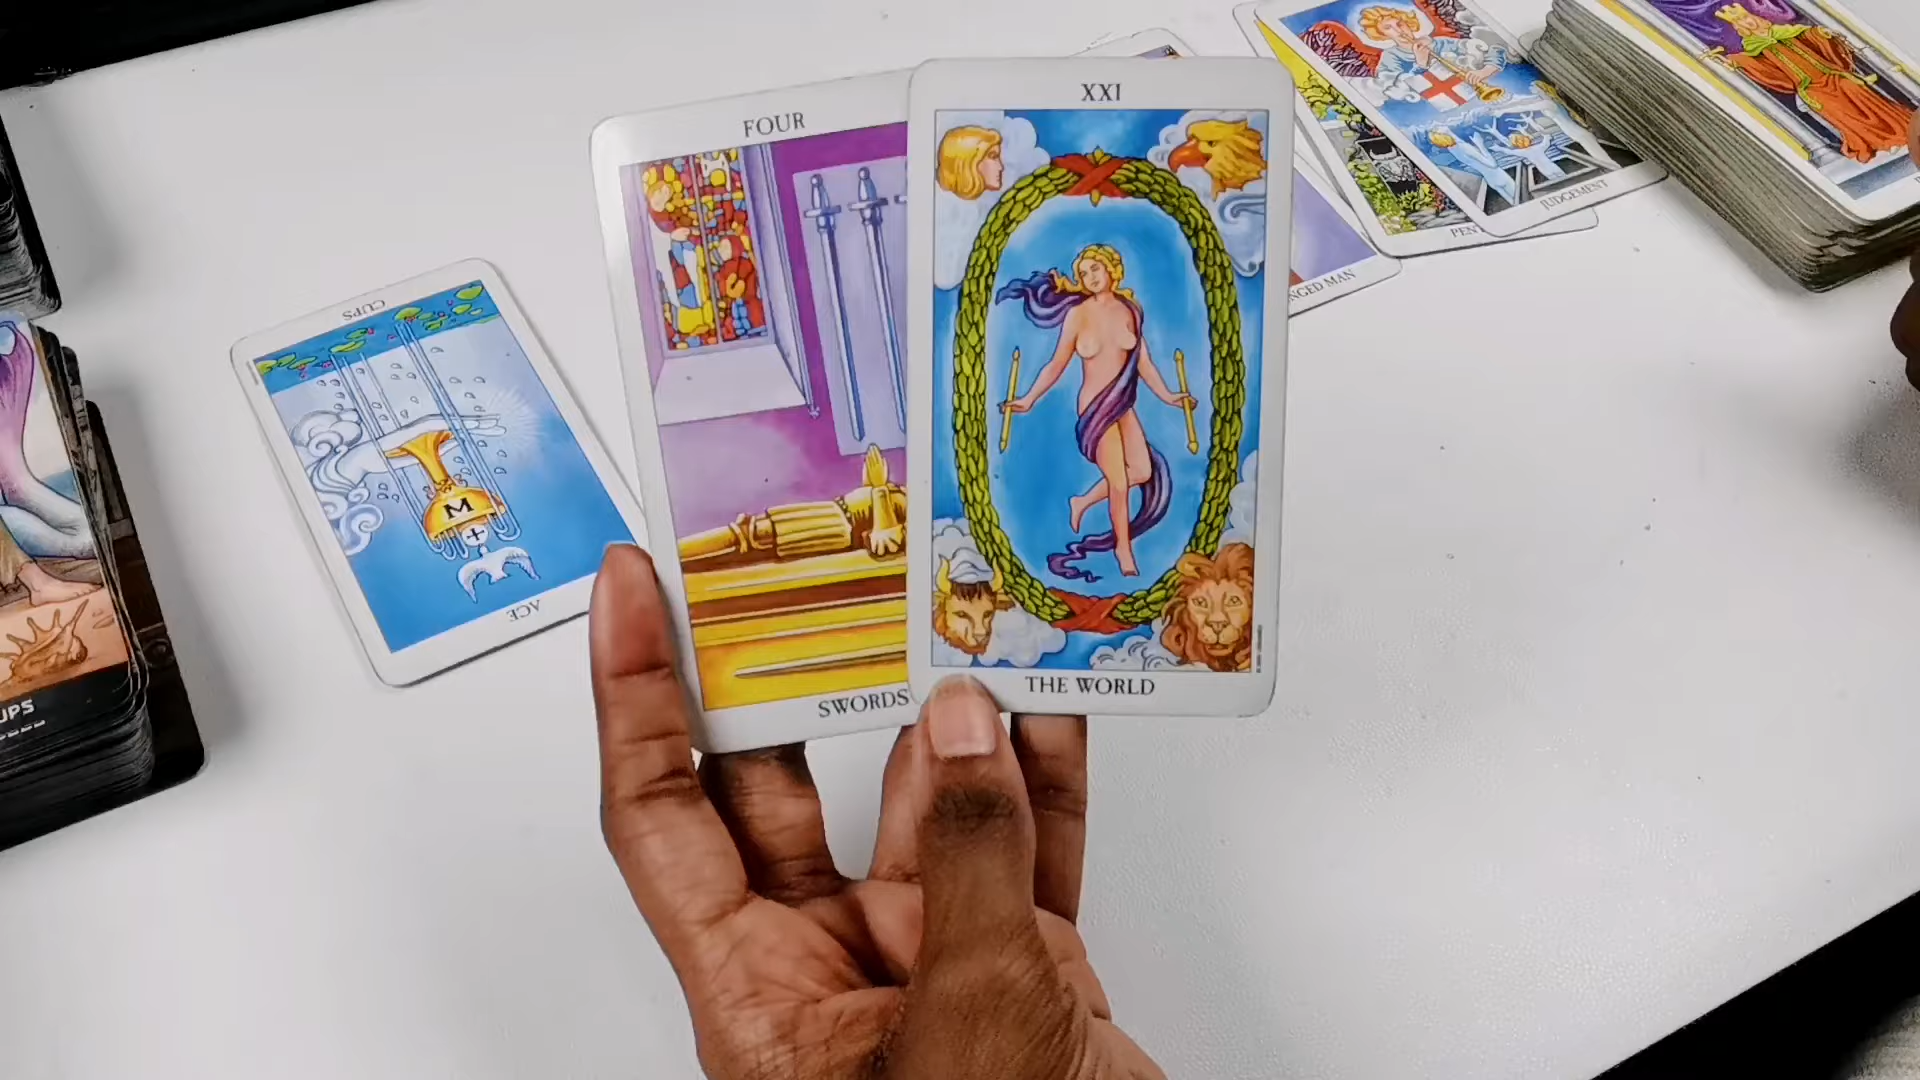 XXI
FOUR
JUDGEMENT
PEN
NGED MAN
CUPS
M
ACE
THE WORLD
SWORDS
UPS